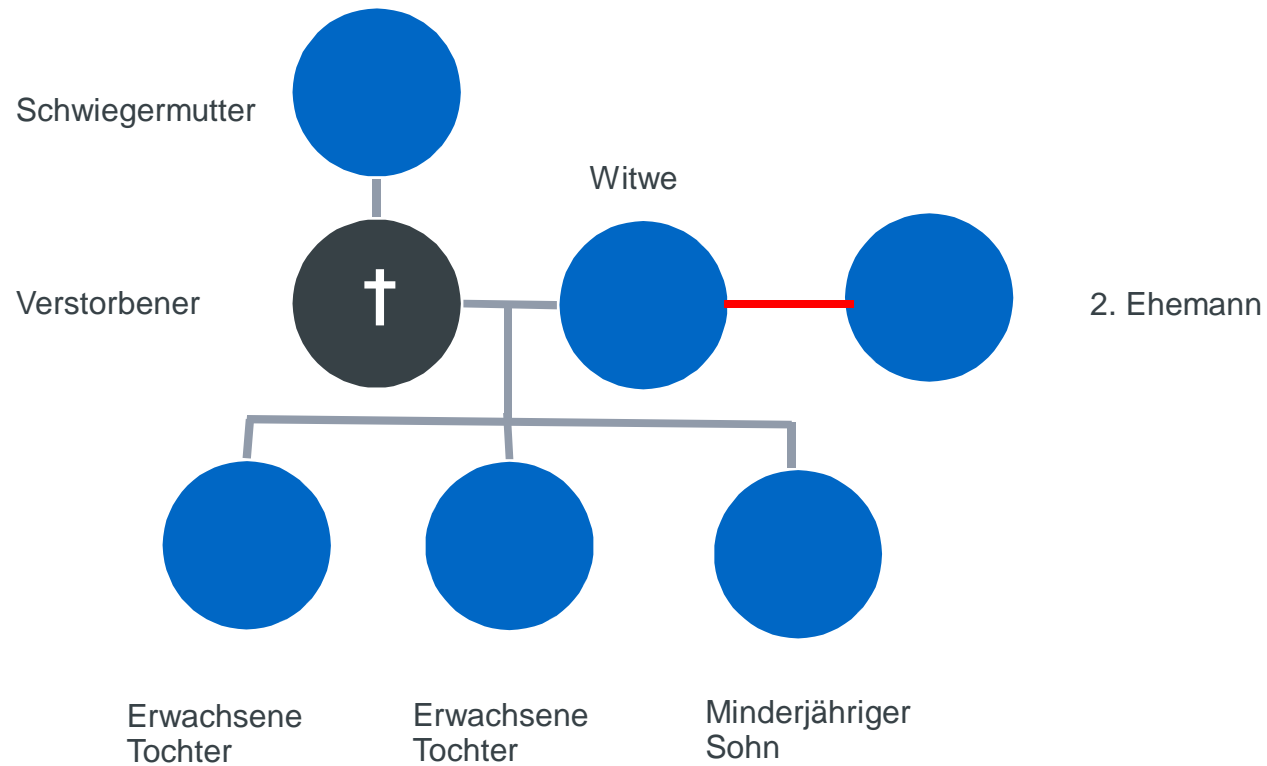 Schwiegermutter
Witwe
Verstorbener
†
2. Ehemann
Erwachsene
Tochter
Erwachsene
Tochter
Minderjähriger
Sohn